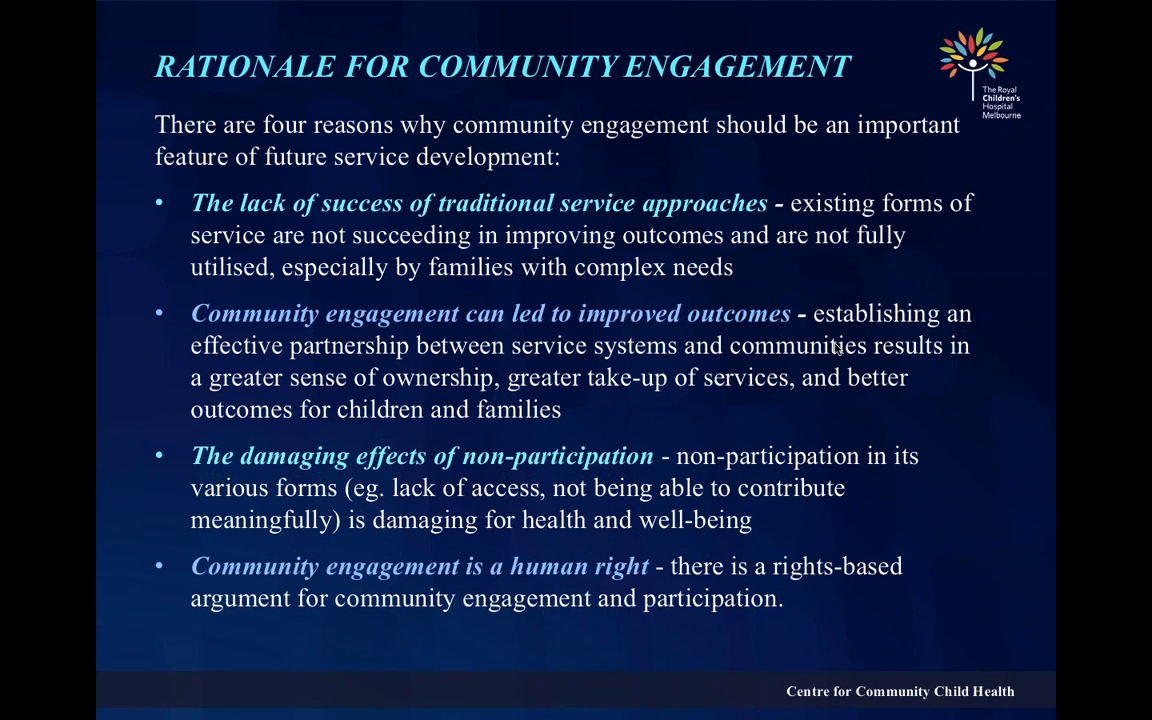 RATIONALE FOR COMMUNITY ENGAGEMENT
The Royal
Children's
Hospital
Melbourne
There are four reasons why community engagement should be an important
feature of future service development:
• The lack of success of traditional service approaches - existing forms of
service are not succeeding in improving outcomes and are not fully
utilised, especially by families with complex needs
• Community engagement can led to improved outcomes - establishing an
effective partnership between service systems and communities results in
a greater sense of ownership, greater take-up of services, and better
outcomes for children and families
• The damaging effects of non-participation - non-participation in its
various forms (eg. lack of access, not being able to contribute
meaningfully) is damaging for health and well-being
• Community engagement is a human right - there is a rights-based
argument for community engagement and participation.
Centre for Community Child Health